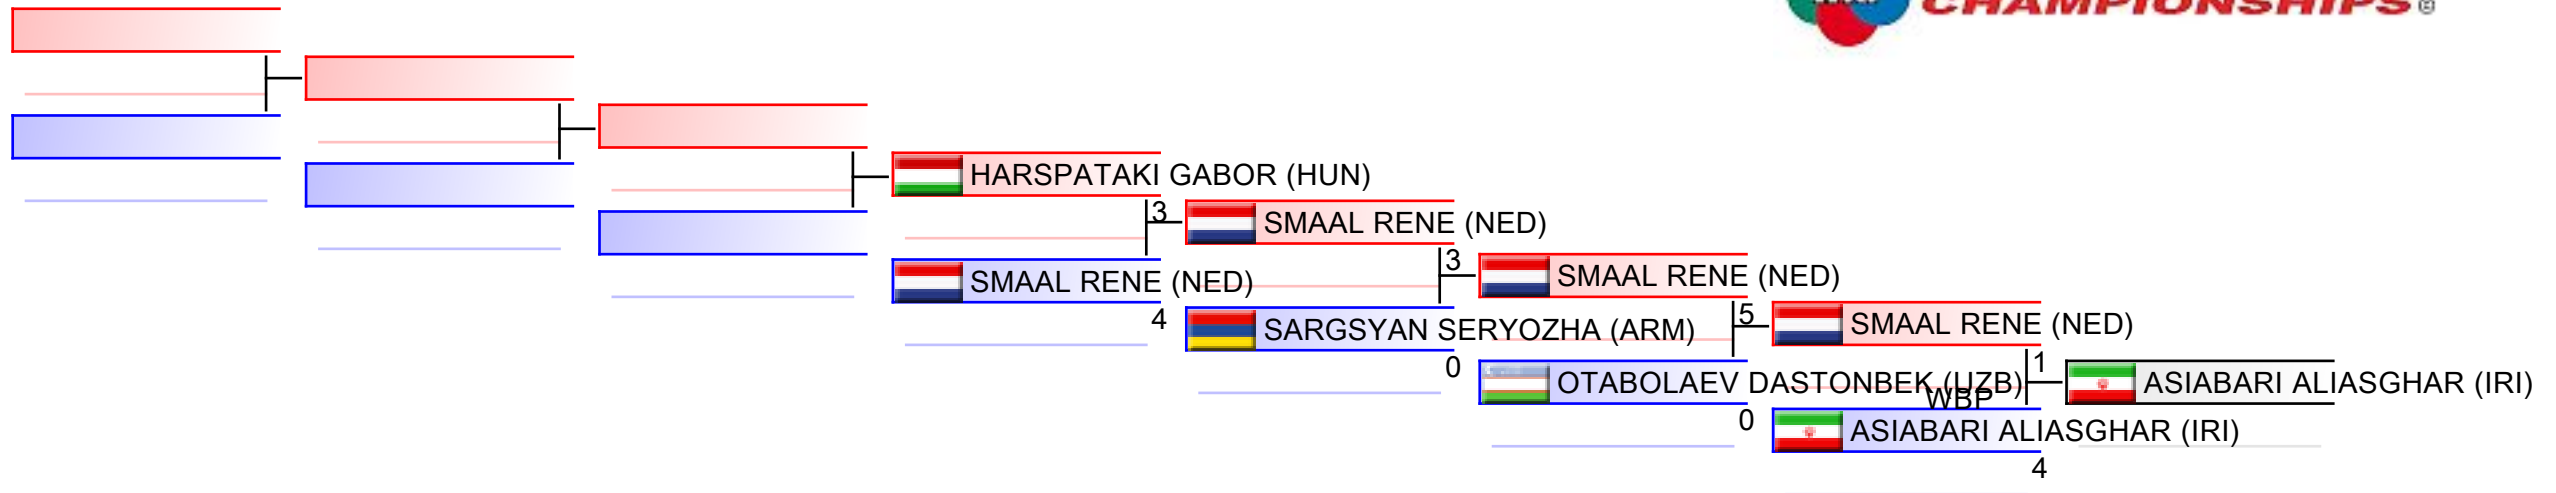 CHAMPIONSHIPS®
HARSPATAKI GABOR (HUN)
3
SMAAL RENE (NED)
SMAAL RENE (NED)
4
3
SMAAL RENE (NED)
SARGSYAN SERYOZHA (ARM)
0
5
SMAAL RENE (NED)
OTABOLAEV DASTONBEK (UZB)
0
1
WBP
ASIABARI ALIASGHAR (IRI)
ASIABARI ALIASGHAR (IRI)
4